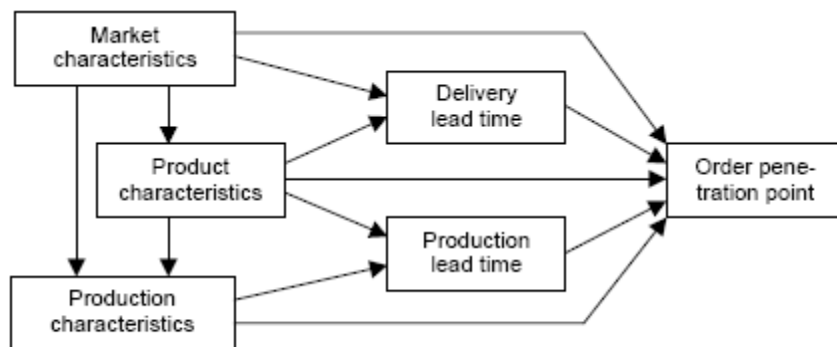 Market
characteristics
Delivery
lead time
Product
characteristics
Order pene-
tration point
Production
lead time
Production
characteristics